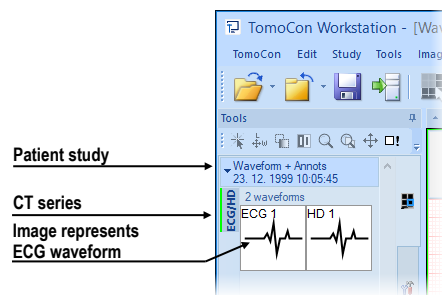 TomoCon Workstation - [Wav
TomoCon Edit Study Tools Imag
Tools
Patient study
Waveform + Annots
23. 12. 1999 10:05:45
CT series
ECG/HD
2 waveforms
Image represents
ECG waveform
ECG 1 HD 1